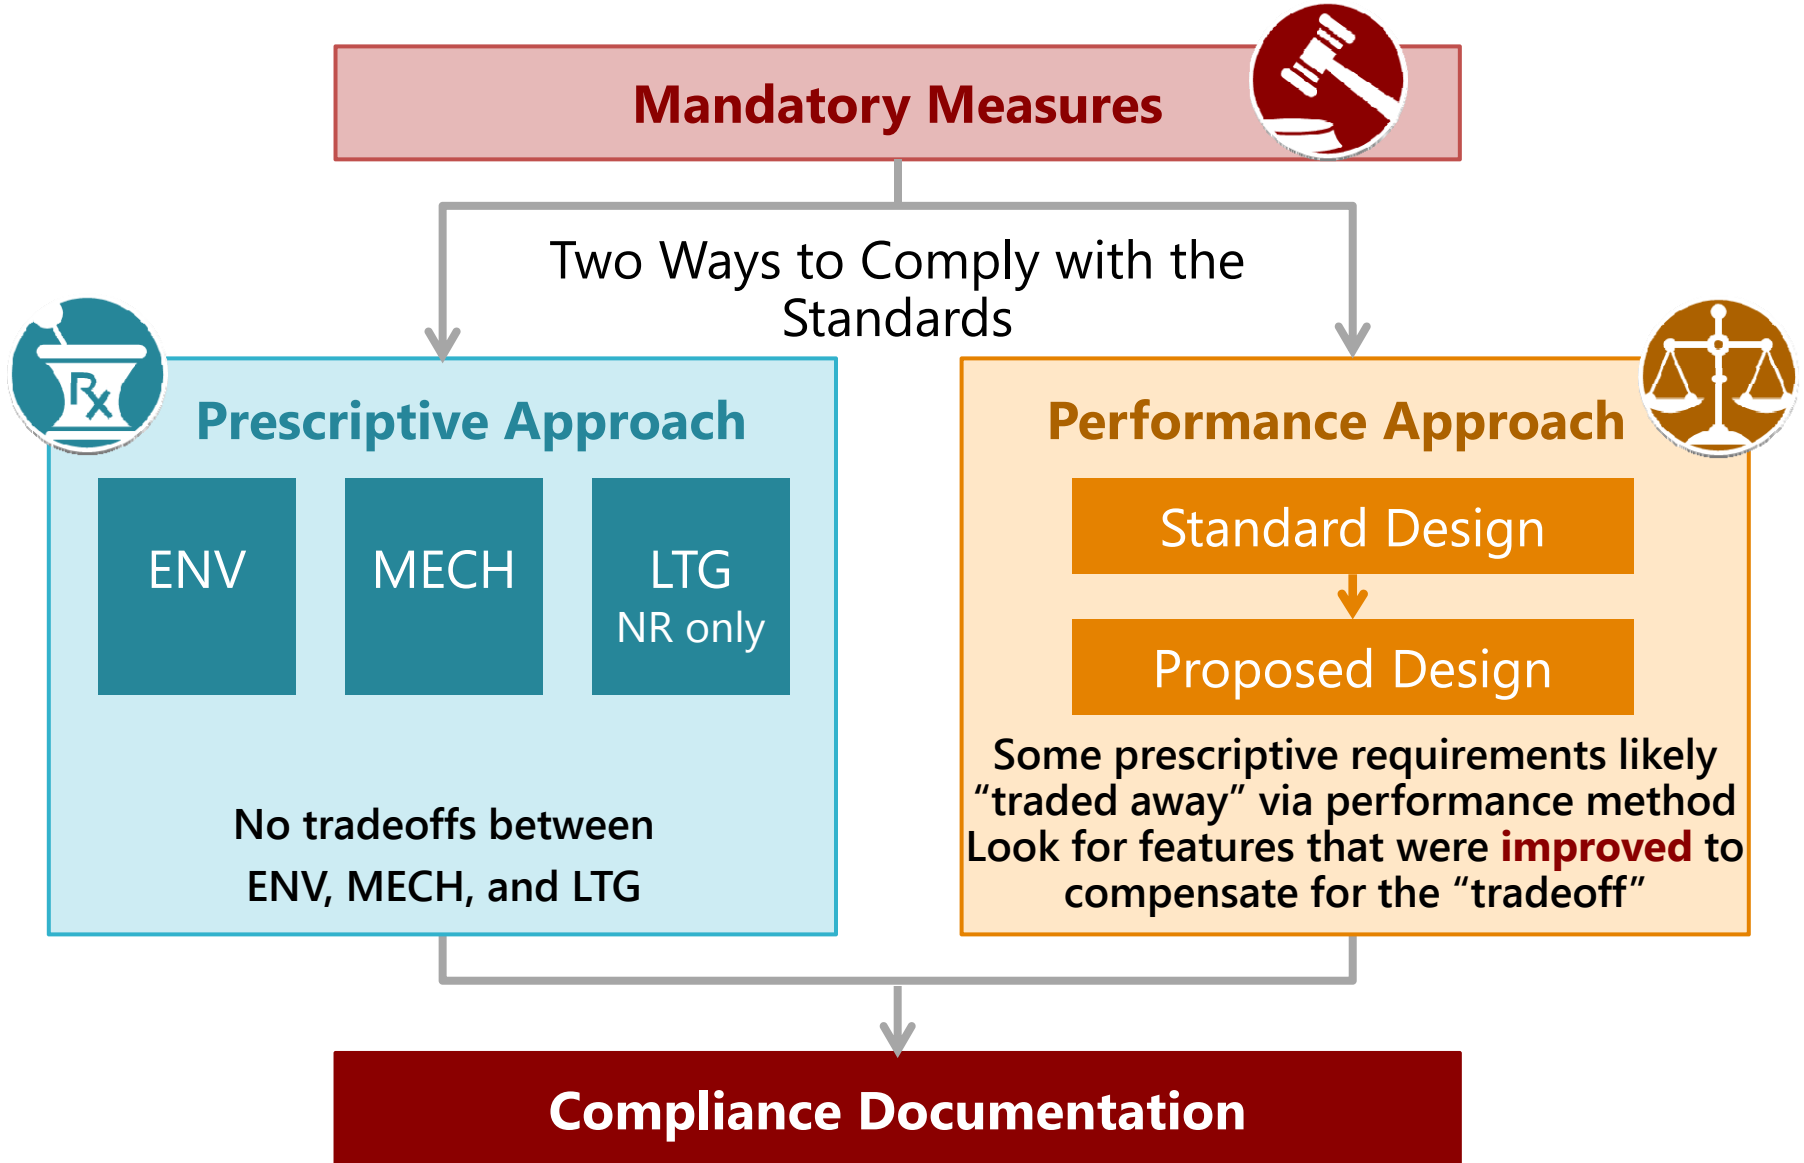 Mandatory Measures
Two Ways to Comply with the
Standards
Rx
Prescriptive Approach
ENV
MECH
LTG
NR only
No tradeoffs between
ENV, MECH, and LTG
Performance Approach
Standard Design
Proposed Design
Some prescriptive requirements likely
“traded away” via performance method
Look for features that were improved to
compensate for the “tradeoff”
Compliance Documentation